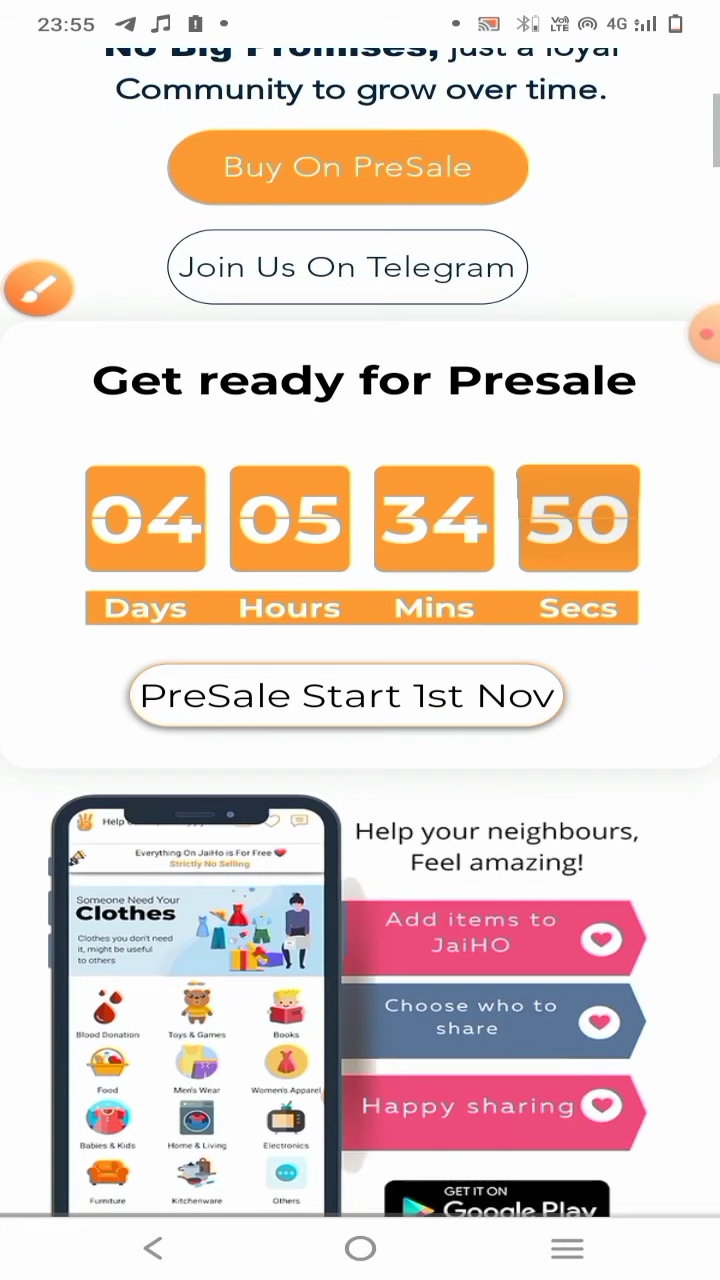 23:55
Vo)) LTE
4G
No Big Promises, just a loyal
Community to grow over time.
Buy On PreSale
Join Us On Telegram
Get ready for Presale
04 05 34 50
Days Hours Mins Secs
PreSale Start 1st Nov
Help
Everything On JaiHo is For Free
Strictly No Selling
Someone Need Your
Clothes
Clothes you don't need
it, might be useful
to others
Blood Donation Toys & Games Books
Food Men's Wear Women's Apparel
Babies & Kids Home & Living Electronics
Furniture Kitchenware Others
Help your neighbours,
Feel amazing!
Add items to
JaiHO
Choose who to
share
Happy sharing
GET IT ON
Google Play